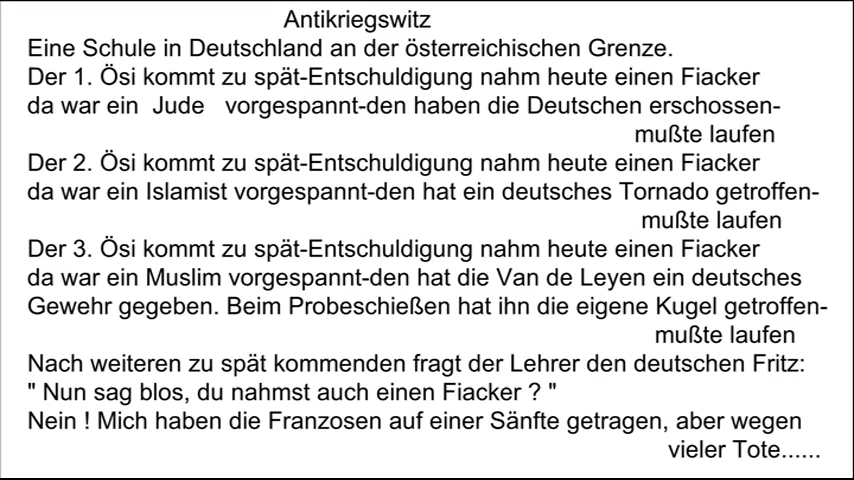 Antikriegswitz
Eine Schule in Deutschland an der österreichischen Grenze.
Der 1. Ösi kommt zu spät-Entschuldigung nahm heute einen Fiacker
da war ein  Jude   vorgespannt-den haben die Deutschen erschossen-
mußte laufen
Der 2. Ösi kommt zu spät-Entschuldigung nahm heute einen Fiacker
da war ein Islamist vorgespannt-den hat ein deutsches Tornado getroffen-
mußte laufen
Der 3. Ösi kommt zu spät-Entschuldigung nahm heute einen Fiacker
da war ein Muslim vorgespannt-den hat die Van de Leyen ein deutsches
Gewehr gegeben. Beim Probeschießen hat ihn die eigene Kugel getroffen-
mußte laufen
Nach weiteren zu spät kommenden fragt der Lehrer den deutschen Fritz:
" Nun sag blos, du nahmst auch einen Fiacker ? "
Nein ! Mich haben die Franzosen auf einer Sänfte getragen, aber wegen
vieler Tote......